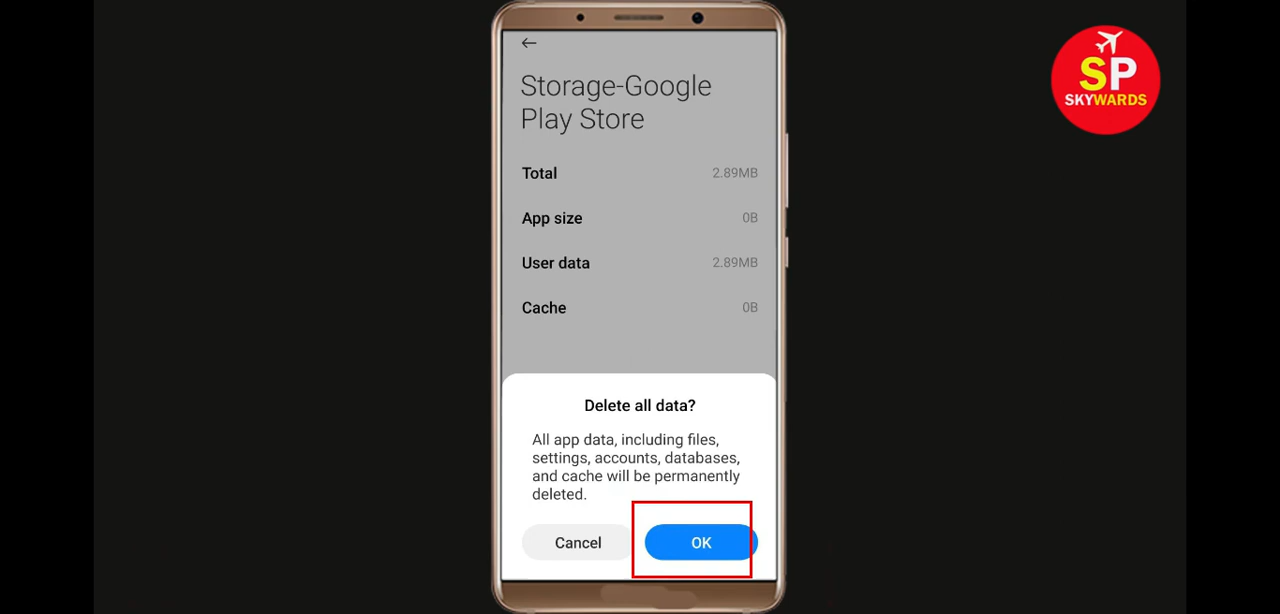 Storage-Google
Play Store
Total 2.89MB
App size 0B
User data 2.89MB
Cache 0B
Delete all data?
All app data, including files,
settings, accounts, databases,
and cache will be permanently
deleted.
Cancel OK
SP
SKYWARDS